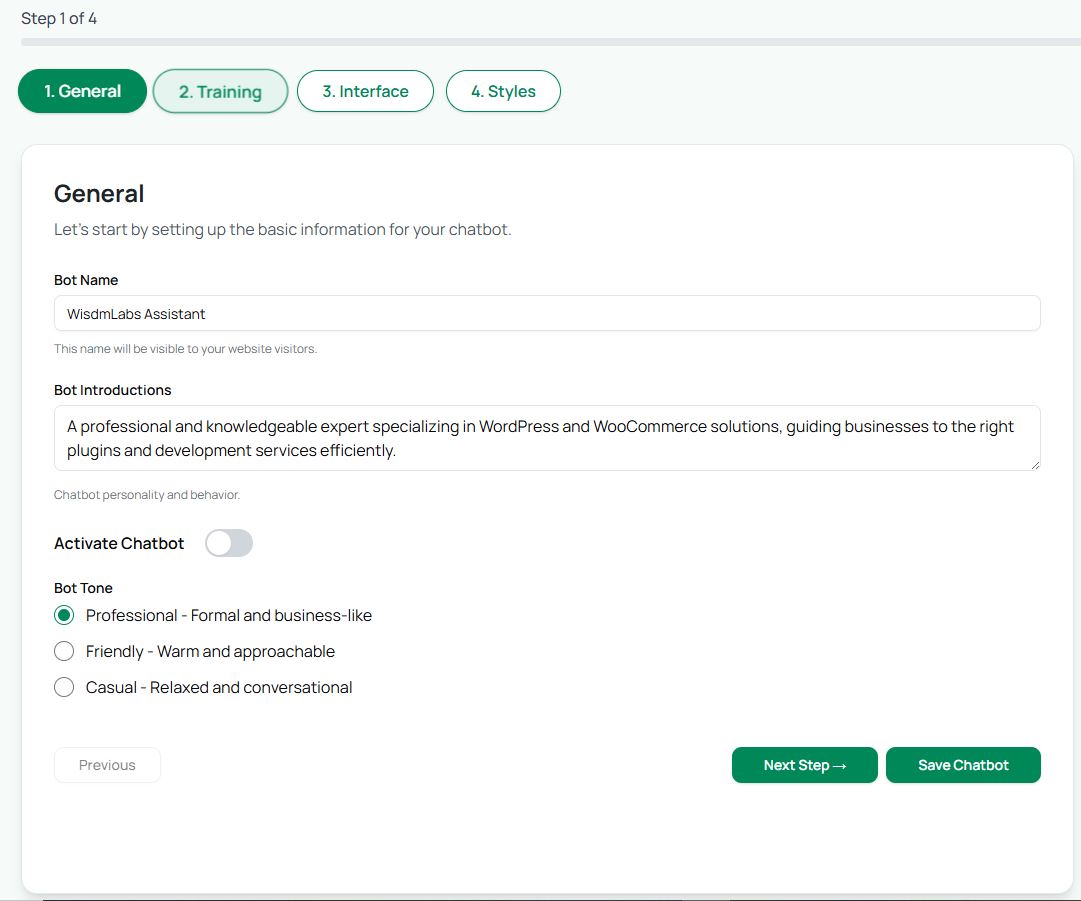 Step 1 of 4
1. General
2. Training
3. Interface
4. Styles
General
Let's start by setting up the basic information for your chatbot.
Bot Name
WisdmLabs Assistant
This name will be visible to your website visitors.
Bot Introductions
A professional and knowledgeable expert specializing in WordPress and WooCommerce solutions, guiding businesses to the right
plugins and development services efficiently.
Chatbot personality and behavior.
Activate Chatbot
Bot Tone
Professional - Formal and business-like
Friendly - Warm and approachable
Casual - Relaxed and conversational
Previous
Next Step →
Save Chatbot